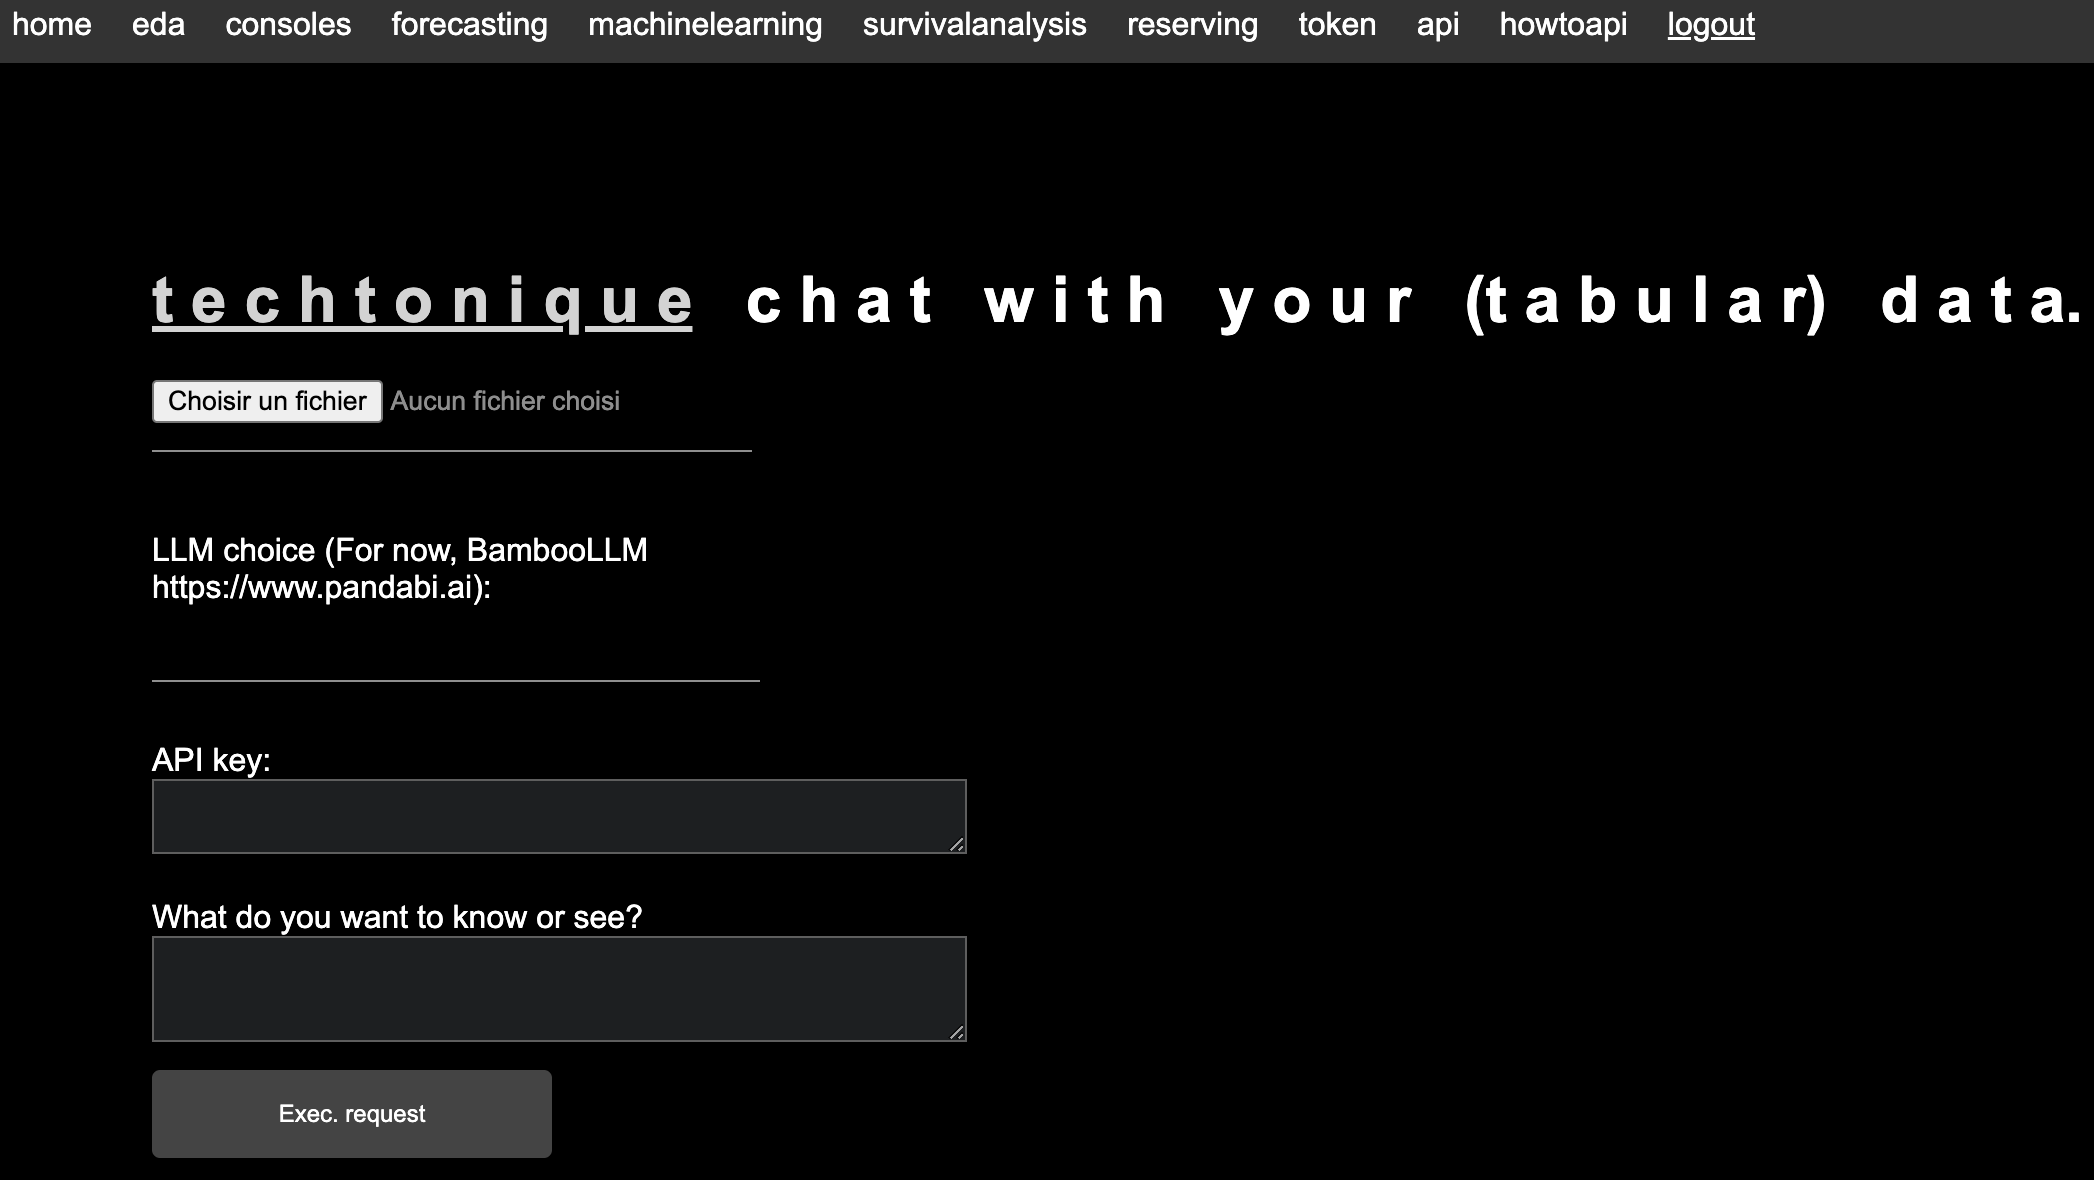 home eda consoles forecasting machinelearning survivalanalysis reserving token api howtoapi logout
techtonique chat with your (tabular) data.
Choisir un fichier Aucun fichier choisi
LLM choice (For now, BambooLLM
https://www.pandabi.ai):
API key:
What do you want to know or see?
Exec. request